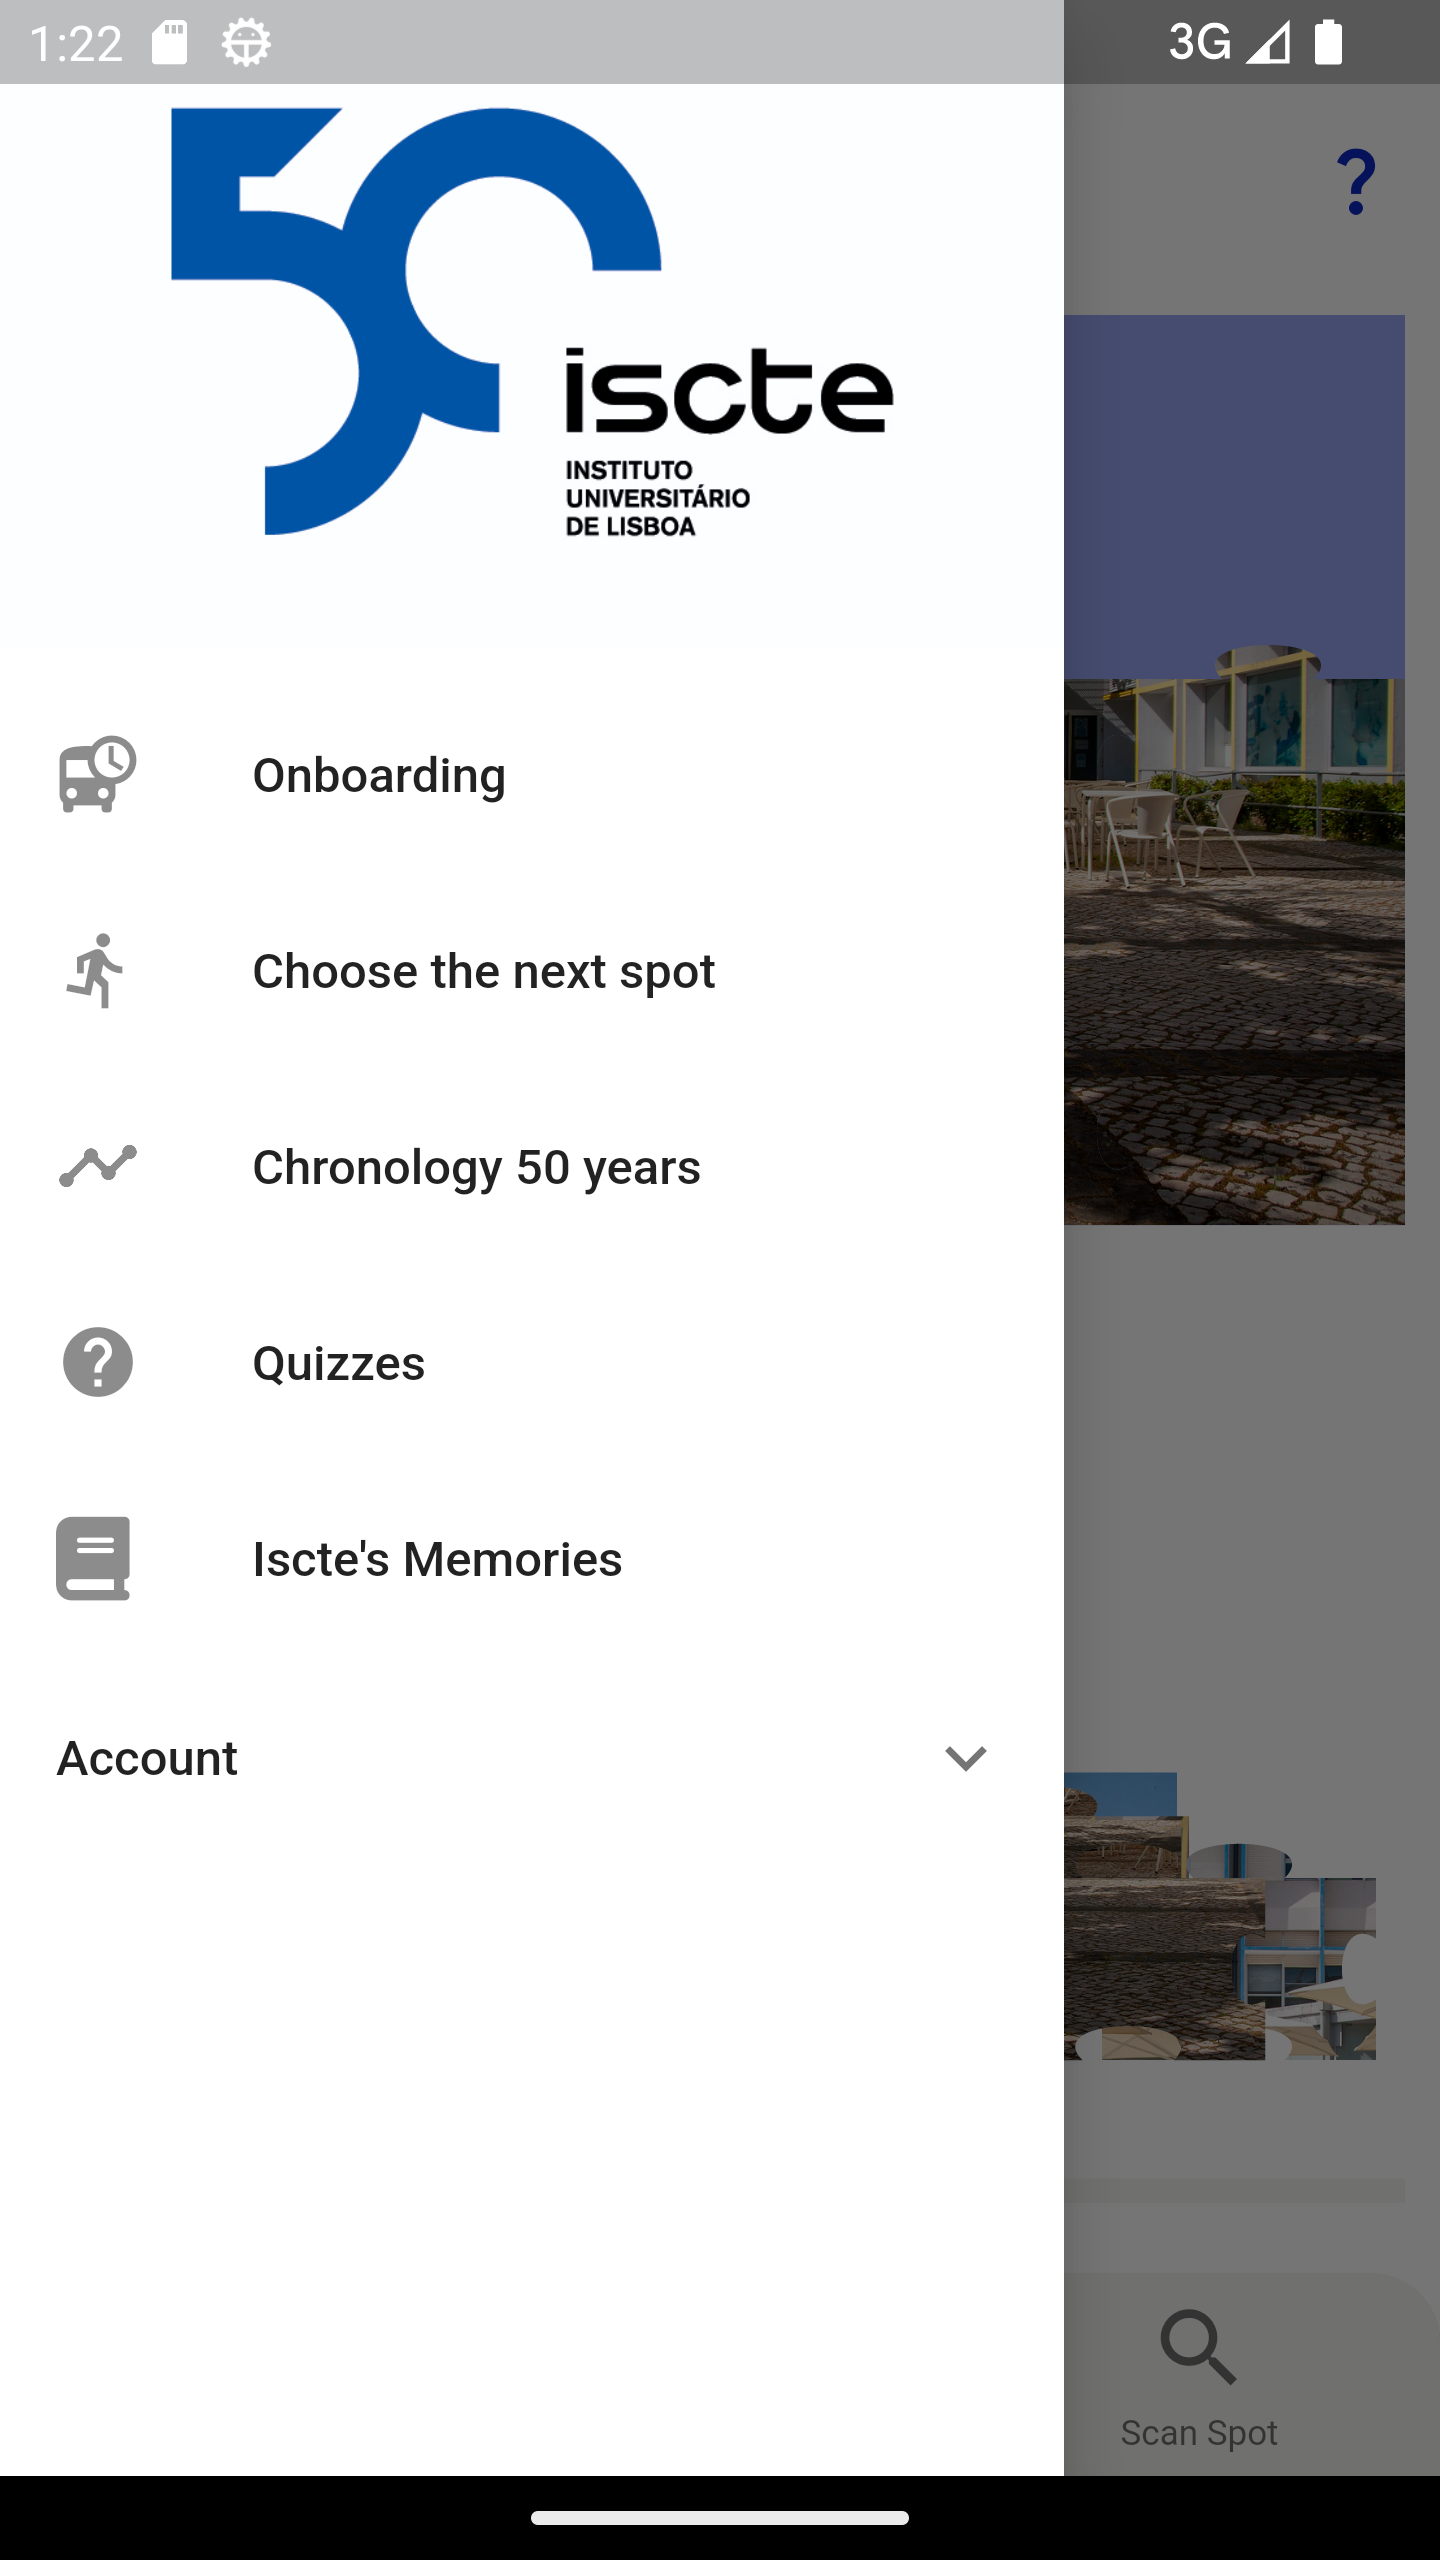 1:22
3G
?
50
iscte
INSTITUTO
UNIVERSITÁRIO
DE LISBOA
Onboarding
Choose the next spot
Chronology 50 years
?
Quizzes
Iscte's Memories
Account
Scan Spot